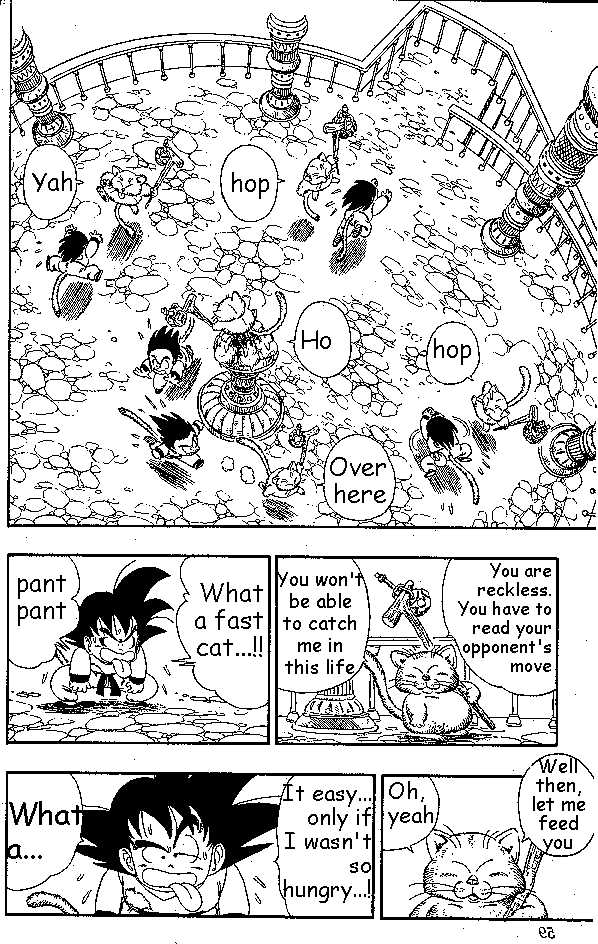 Yah
hop
Ho
hop
Over
here
pant
pant
What
a fast
cat...!!
You won't
be able
to catch
me in
this life
You are
reckless.
You have to
read your
opponent's
move
What
a...
It easy...
only if
I wasn't
so
hungry...!
Oh,
yeah
Well
then,
let me
feed
you
59